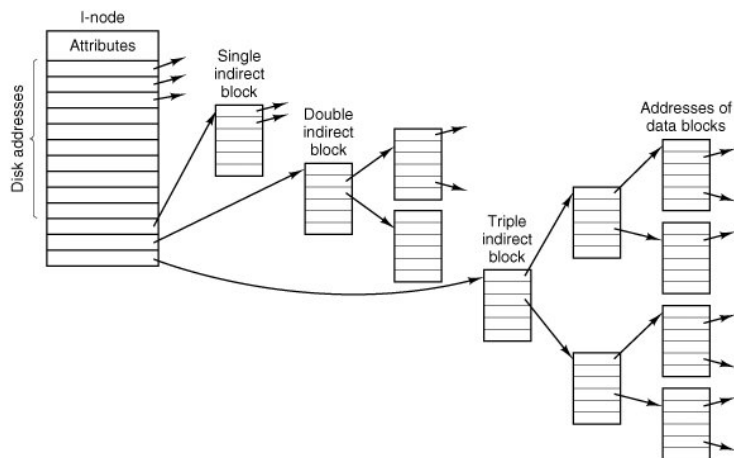 I-node
Attributes
Disk addresses
Single
indirect
block
Double
indirect
block
Triple
indirect
block
Addresses of
data blocks